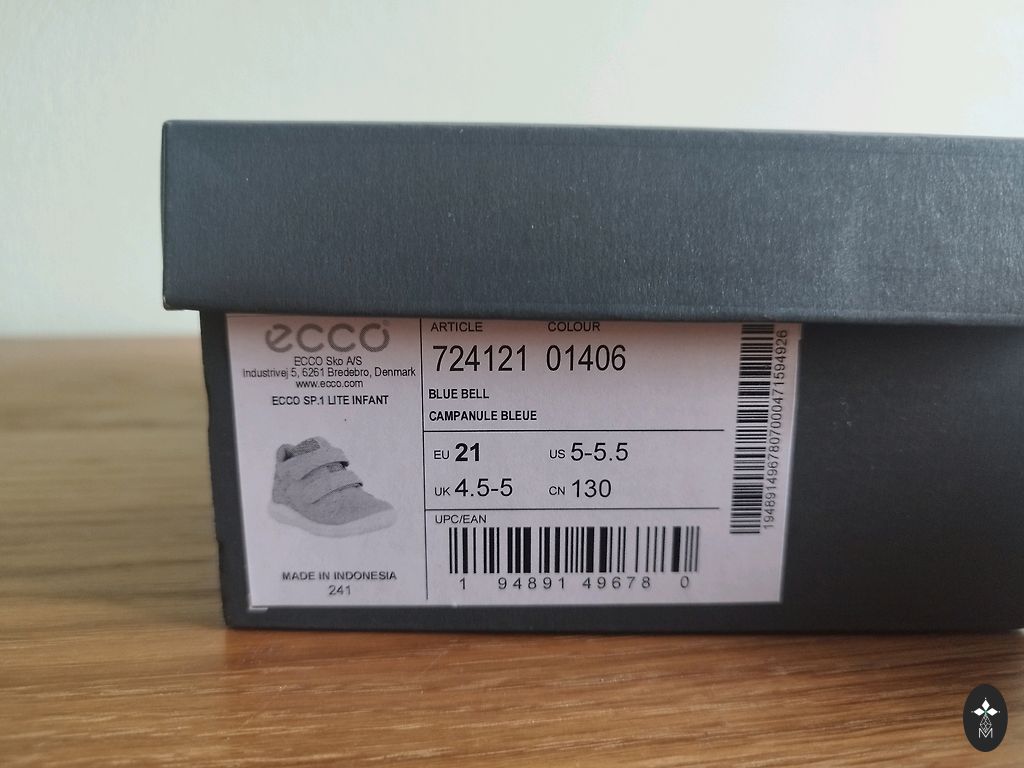 ecco
ECCO Sko A/S
Industrivej 5, 6261 Bredebro, Denmark
www.ecco.com
ECCO SP.1 LITE INFANT
MADE IN INDONESIA
241
ARTICLE COLOUR
724121 01406
BLUE BELL
CAMPANULE BLEUE
EU 21 US 5-5.5
UK 4.5-5 CN 130
UPC/EAN
1 94891 49678 0
1948914967807000471594926
M